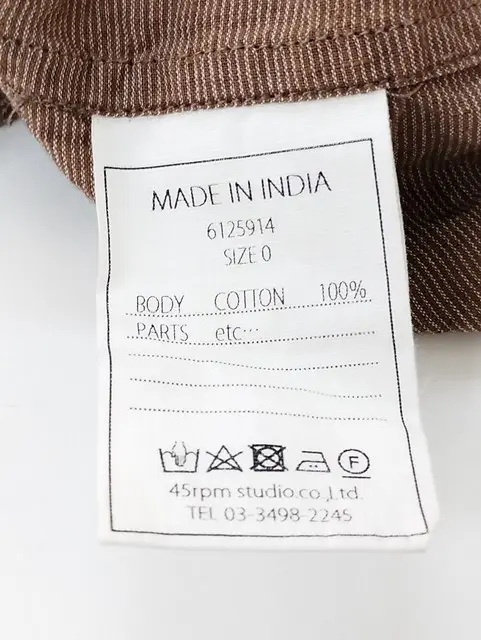 MADE IN INDIA
6125914
SIZE 0
BODY COTTON 100%
PARTS etc···
F
45rpm studio.co.,Ltd.
TEL 03-3498-2245